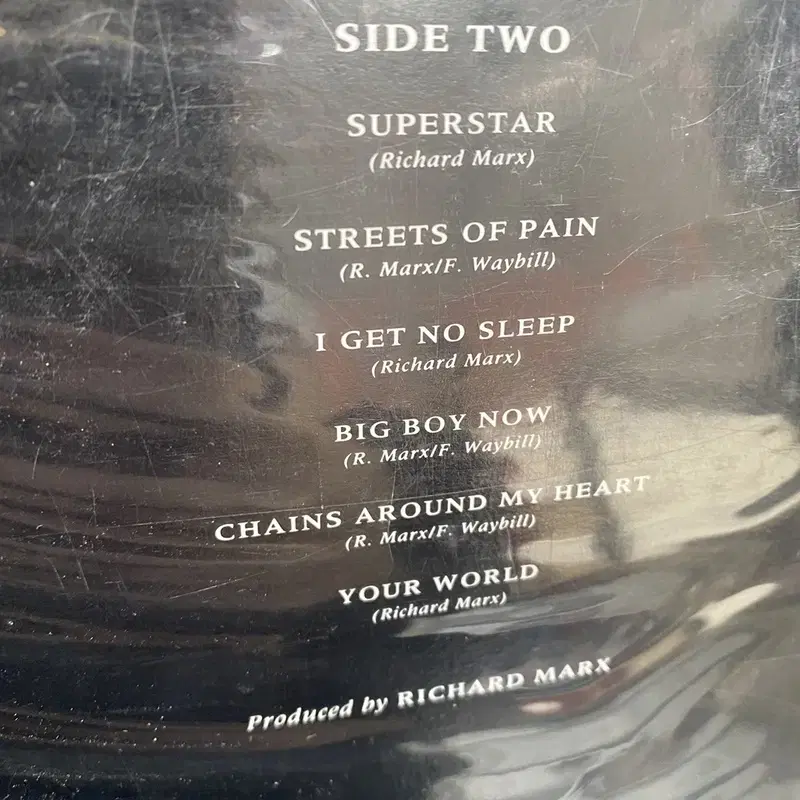 SIDE TWO
SUPERSTAR
(Richard Marx)
STREETS OF PAIN
(R. Marx/F. Waybill)
I GET NO SLEEP
(Richard Marx)
BIG BOY NOW
(R. Marx/F. Waybill)
CHAINS AROUND MY HEART
(R. Marx/F. Waybill)
YOUR WORLD
(Richard Marx)
Produced by RICHARD MARX